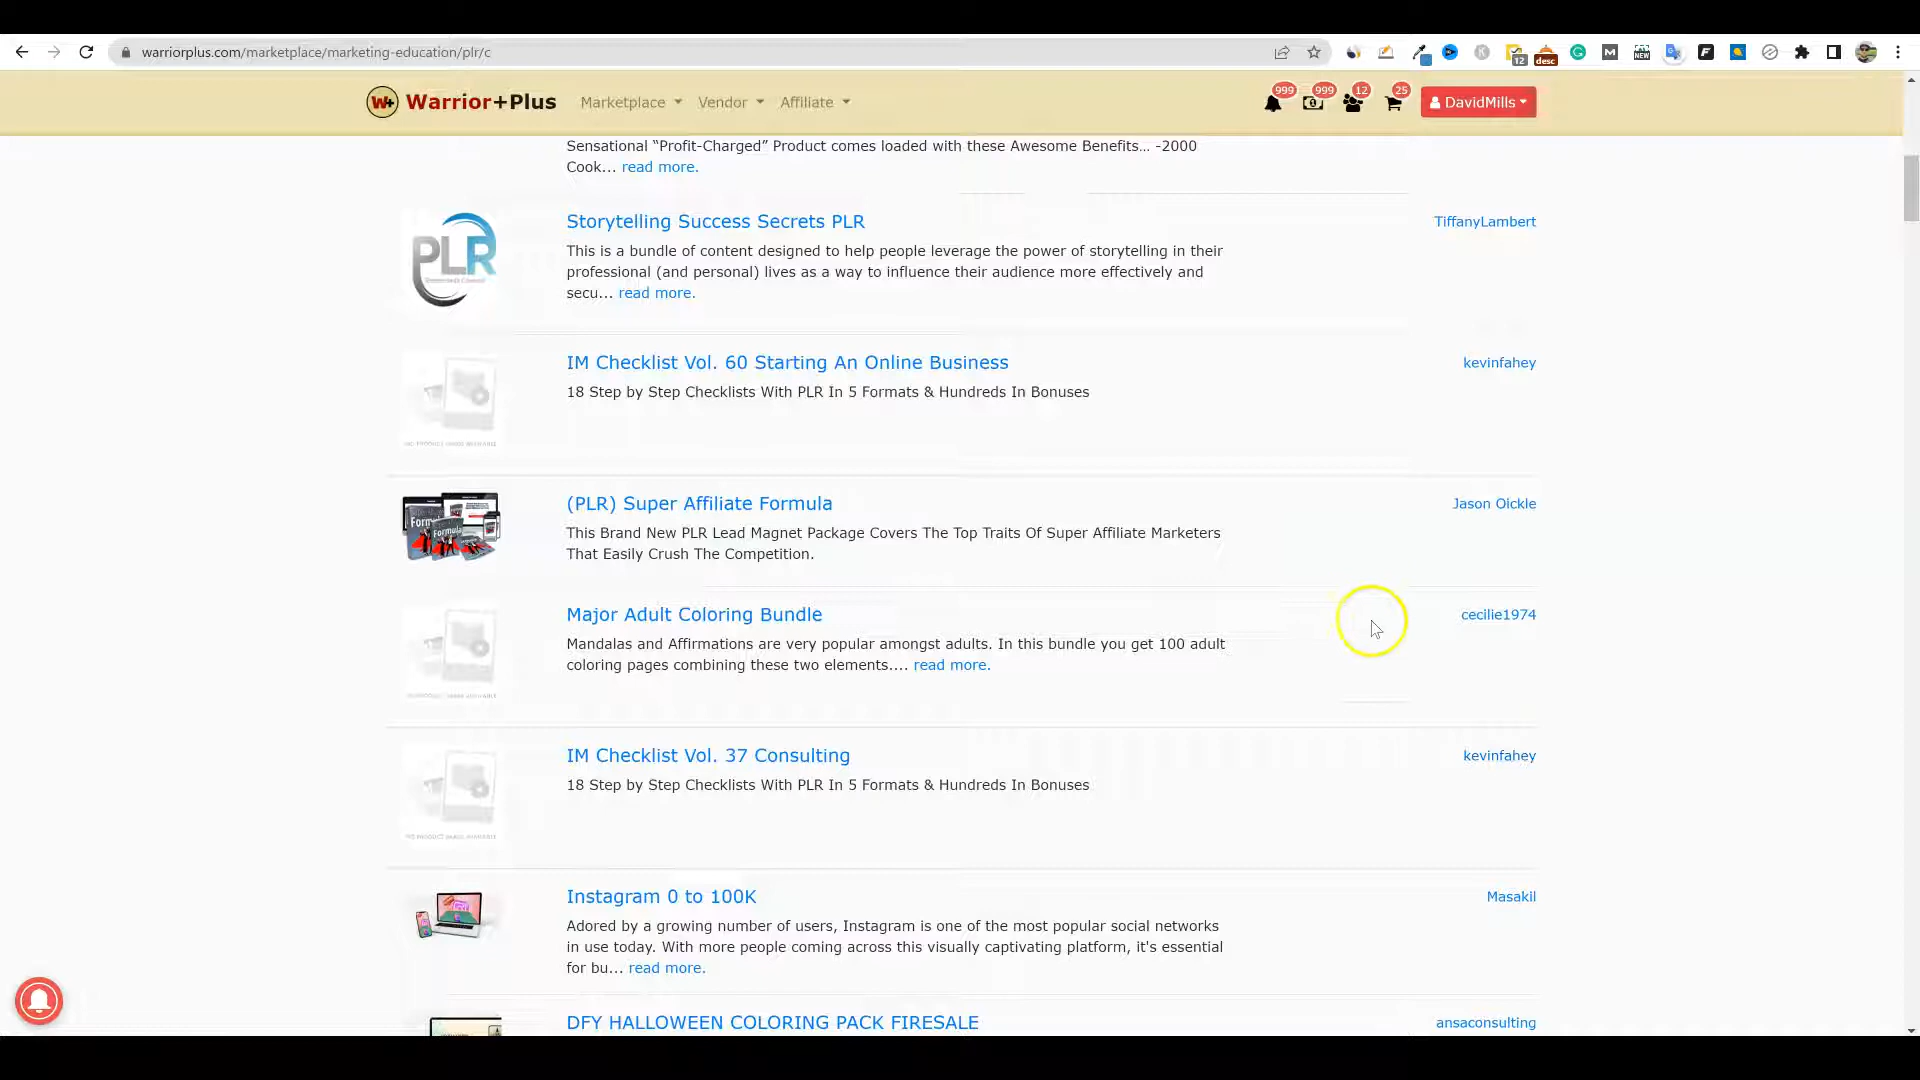 warriorplus.com/marketplace/marketing-education/plr/c
12
desc
NEW
W+ Warrior+Plus Marketplace Vendor Affiliate 999 999 12 25 DavidMills
Sensational “Profit-Charged” Product comes loaded with these Awesome Benefits... -2000
Cook... read more.
PLR
Storytelling Success Secrets PLR
TiffanyLambert
This is a bundle of content designed to help people leverage the power of storytelling in their
professional (and personal) lives as a way to influence their audience more effectively and
secu... read more.
IM Checklist Vol. 60 Starting An Online Business
kevinfahey
18 Step by Step Checklists With PLR In 5 Formats & Hundreds In Bonuses
(PLR) Super Affiliate Formula
Jason Oickle
This Brand New PLR Lead Magnet Package Covers The Top Traits Of Super Affiliate Marketers
That Easily Crush The Competition.
Major Adult Coloring Bundle
cecilie1974
Mandalas and Affirmations are very popular amongst adults. In this bundle you get 100 adult
coloring pages combining these two elements.... read more.
IM Checklist Vol. 37 Consulting
kevinfahey
18 Step by Step Checklists With PLR In 5 Formats & Hundreds In Bonuses
Instagram 0 to 100K
Masakil
Adored by a growing number of users, Instagram is one of the most popular social networks
in use today. With more people coming across this visually captivating platform, it's essential
for bu... read more.
DFY HALLOWEEN COLORING PACK FIRESALE
ansaconsulting